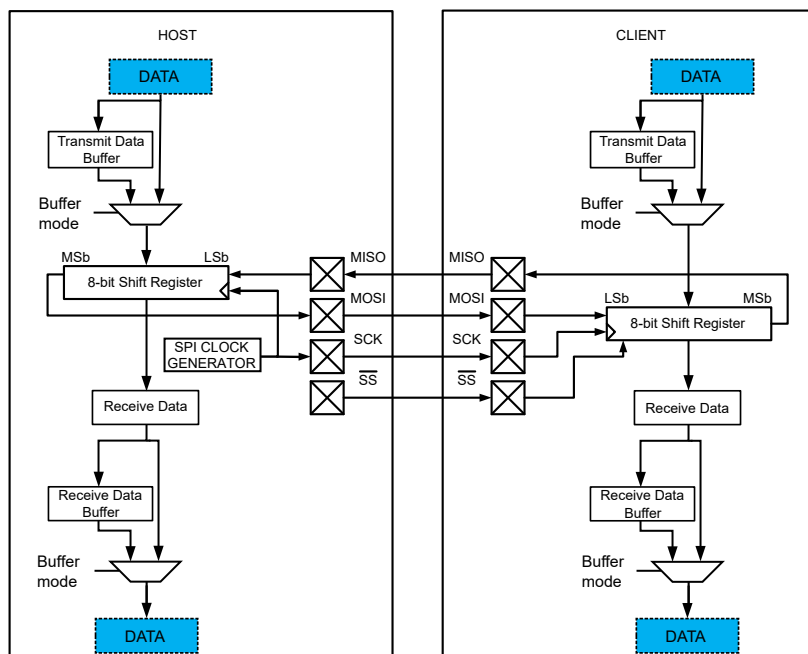 HOST
DATA
Transmit Data
Buffer
Buffer
mode
MSb
LSb
8-bit Shift Register
SPI CLOCK
GENERATOR
Receive Data
Receive Data
Buffer
Buffer
mode
DATA
MISO
MISO
MOSI
MOSI
SCK
SCK
SS
SS
CLIENT
DATA
Transmit Data
Buffer
Buffer
mode
LSb
MSb
8-bit Shift Register
Receive Data
Receive Data
Buffer
Buffer
mode
DATA